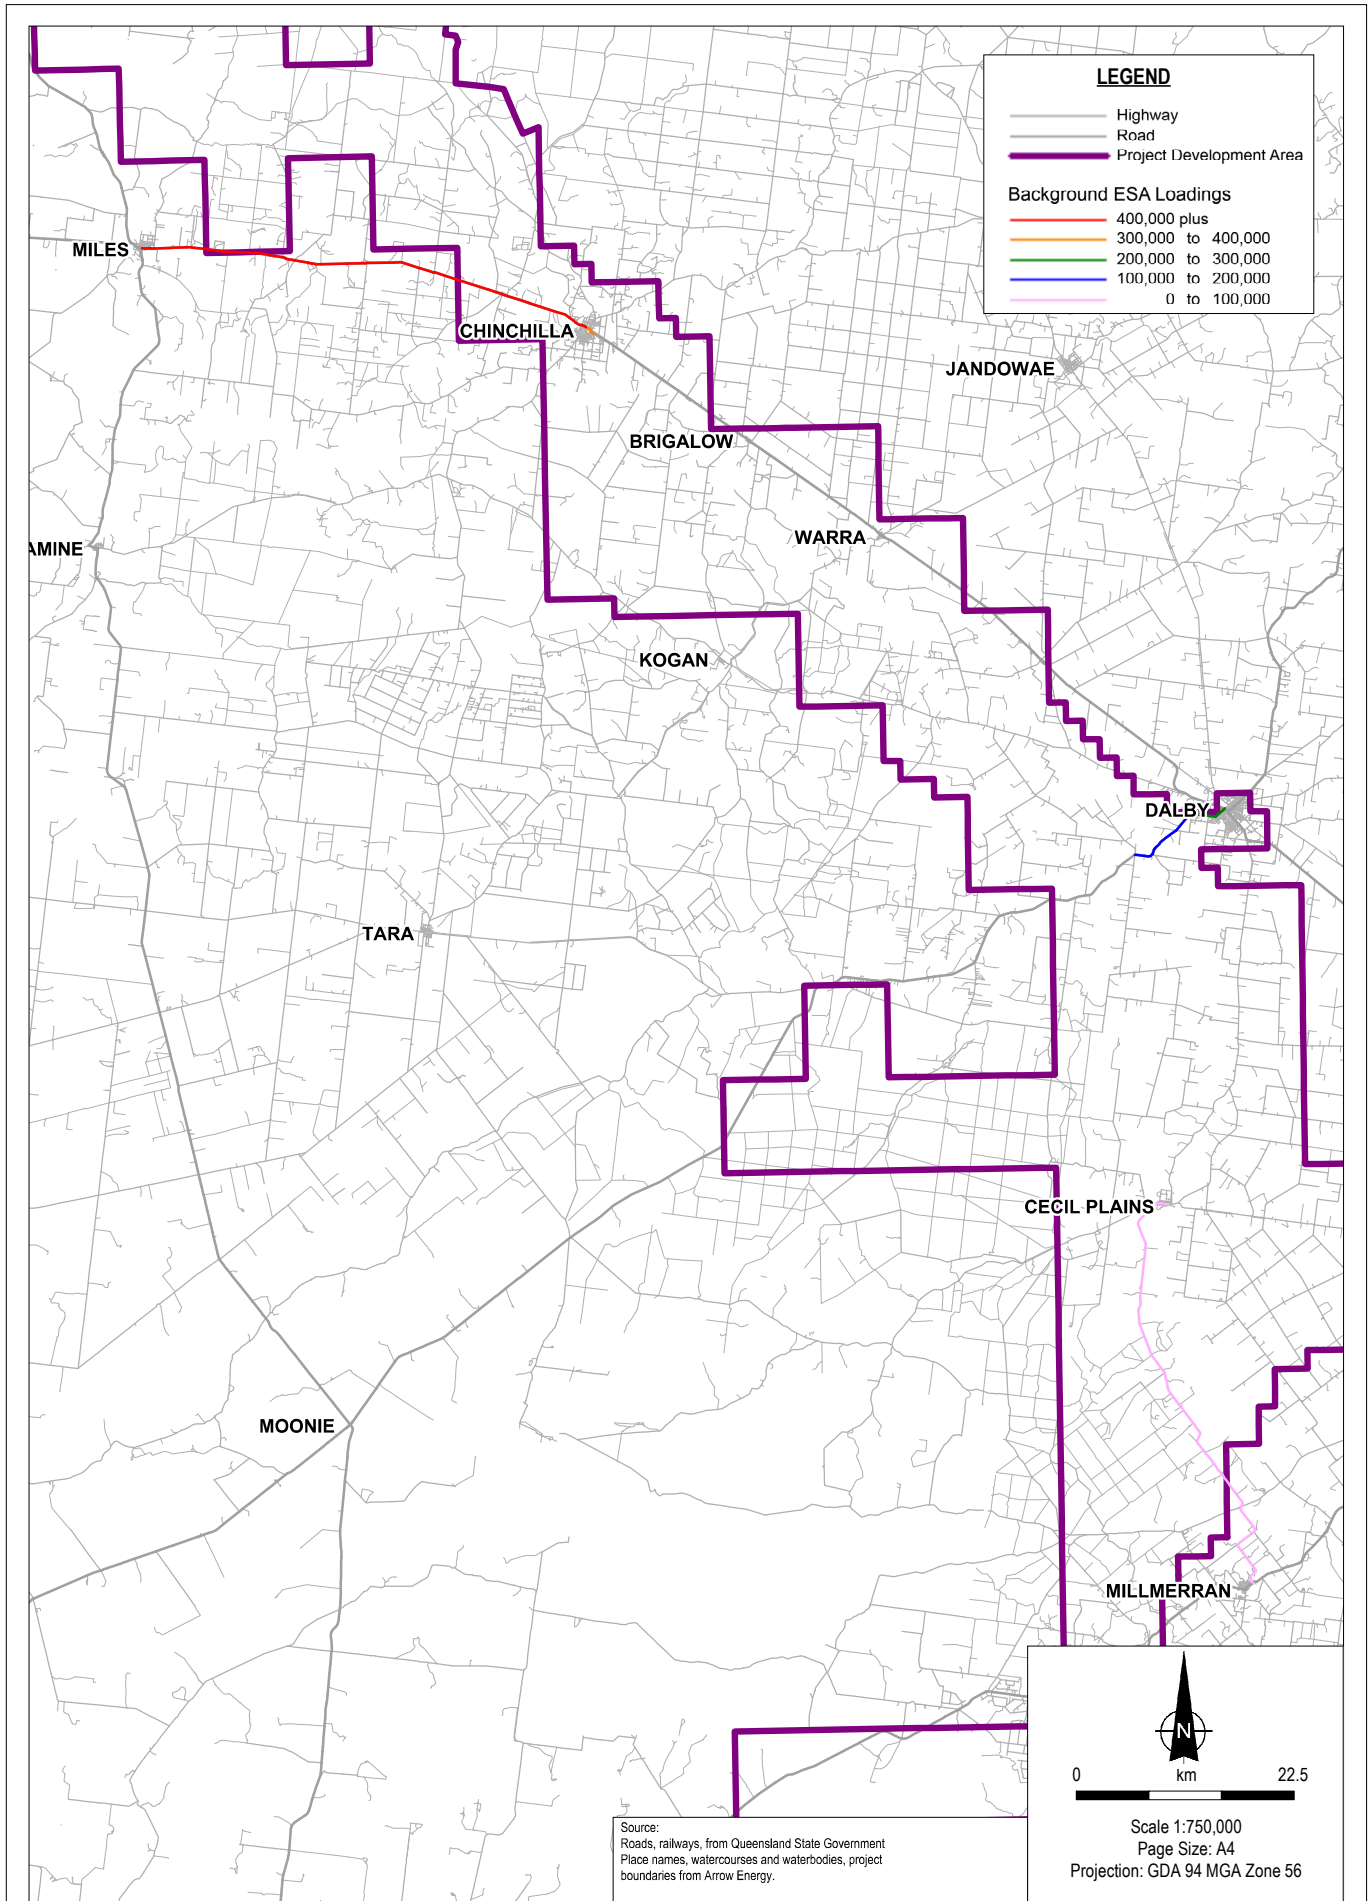 LEGEND
Highway
Road
Project Development Area
Background ESA Loadings
400,000 plus
300,000 to 400,000
200,000 to 300,000
100,000 to 200,000
0 to 100,000
MILES
CHINCHILLA
JANDOWAE
BRIGALOW
WARRA
AMINE
KOGAN
DALBY
TARA
CECIL PLAINS
MOONIE
MILLMERRAN
N
0 km 22.5
Scale 1:750,000
Page Size: A4
Projection: GDA 94 MGA Zone 56
Source:
Roads, railways, from Queensland State Government
Place names, watercourses and waterbodies, project
boundaries from Arrow Energy.